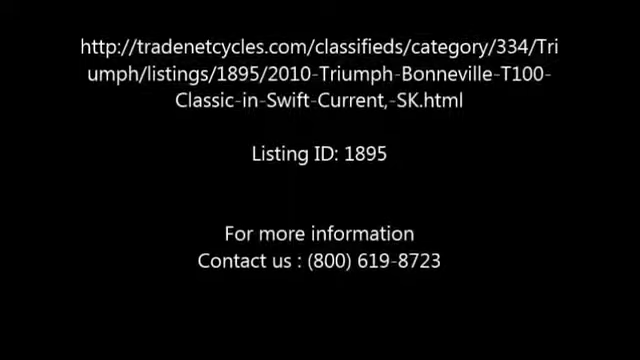 http://tradenetcycles.com/classifieds/category/334/Tri
umph/listings/1895/2010-Triumph-Bonneville-T100-
Classic-in-Swift-Current,-SK.html
Listing ID: 1895
For more information
Contact us : (800) 619-8723